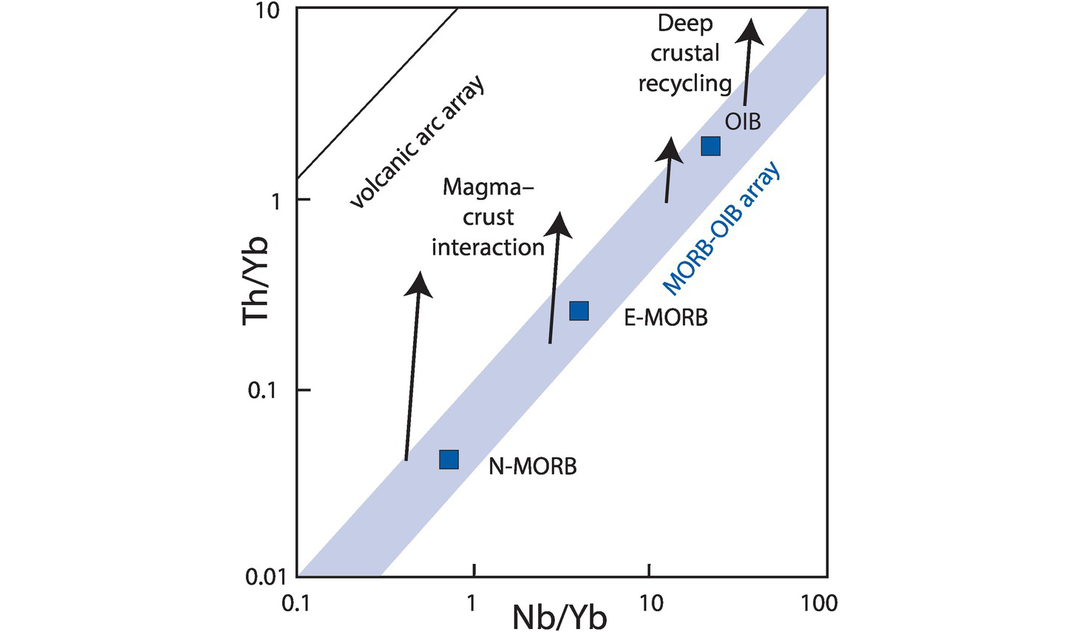 10
Deep
crustal
recycling
OIB
volcanic arc array
1
Magma–
crust
interaction
MORB-OIB array
Th/Yb
E-MORB
0.1
N-MORB
0.01
0.1
1
10
100
Nb/Yb